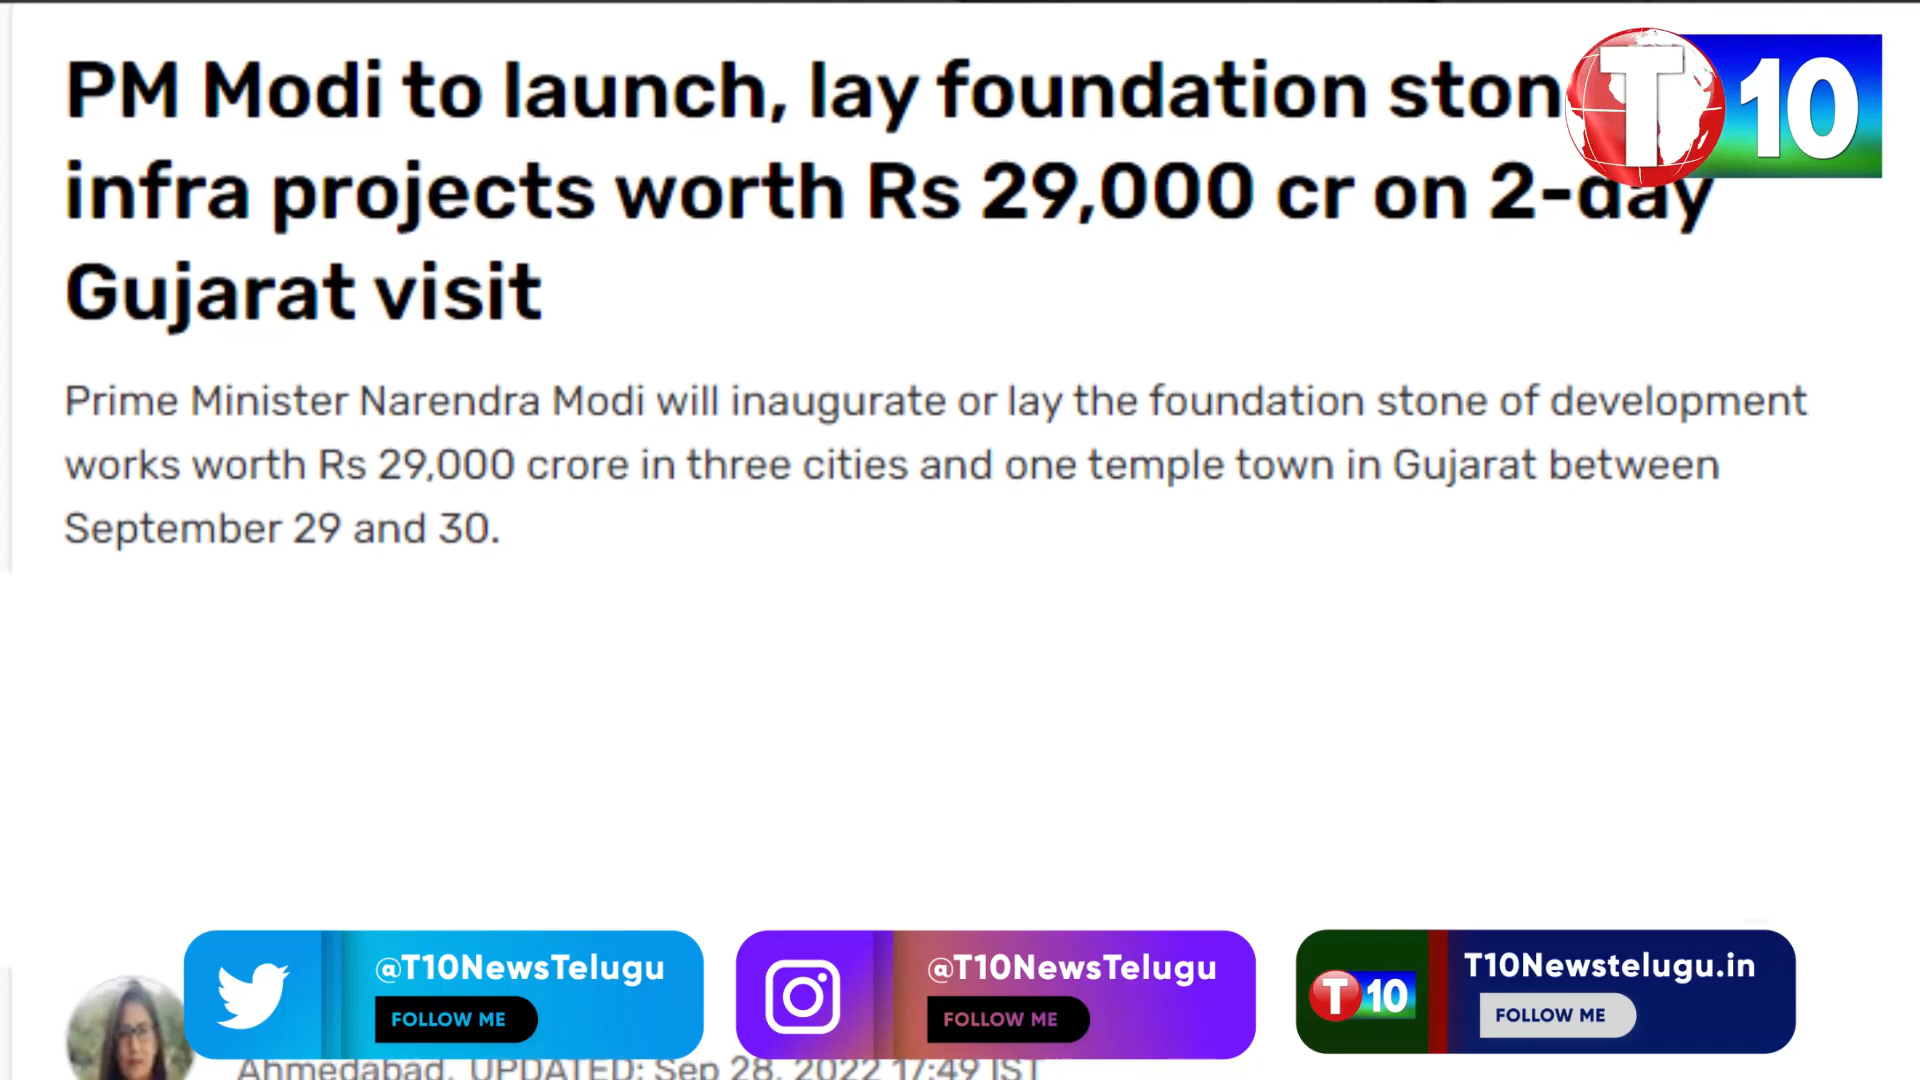 PM Modi to launch, lay foundation ston
infra projects worth Rs 29,000 cr on 2-day
Gujarat visit
T10
Prime Minister Narendra Modi will inaugurate or lay the foundation stone of development
works worth Rs 29,000 crore in three cities and one temple town in Gujarat between
September 29 and 30.
@T10NewsTelugu
FOLLOW ME
@T10NewsTelugu
FOLLOW ME
T10
T10Newstelugu.in
FOLLOW ME
Ahmedabad, UPDATED: Sep 28, 2022 17:49 IST